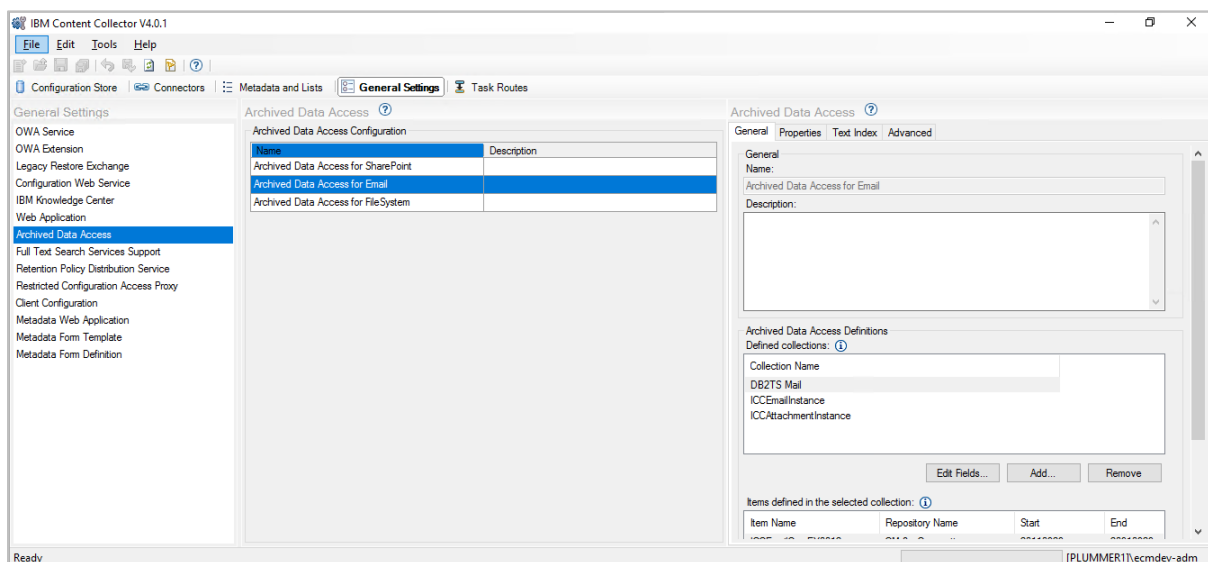 IBM Content Collector V4.0.1
File Edit Tools Help
Configuration Store Connectors Metadata and Lists General Settings Task Routes
General Settings
OWA Service
OWA Extension
Legacy Restore Exchange
Configuration Web Service
IBM Knowledge Center
Web Application
Archived Data Access
Full Text Search Services Support
Retention Policy Distribution Service
Restricted Configuration Access Proxy
Client Configuration
Metadata Web Application
Metadata Form Template
Metadata Form Definition
Archived Data Access
Archived Data Access Configuration
Name Description
Archived Data Access for SharePoint
Archived Data Access for Email
Archived Data Access for FileSystem
Archived Data Access
General Properties Text Index Advanced
General
Name:
Archived Data Access for Email
Description:
Archived Data Access Definitions
Defined collections:
Collection Name
DB2TS Mail
ICCEmailInstance
ICCAttachmentInstance
Edit Fields... Add... Remove
Items defined in the selected collection:
Item Name Repository Name Start End
Ready [PLUMMER1]\ecmdev-adm